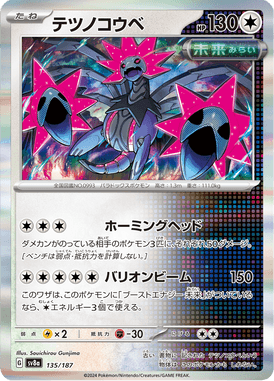 たね
テツノコウベ
HP 130
未来 みらい
全国図鑑NO.0993 パラドックスポケモン 高さ:1.3m 重さ:111.0kg
ホーミングヘッド
ダメカンがのっている相手のポケモン3匹に、それぞれ50ダメージ。
[ベンチは弱点・抵抗力を計算しない。]
バリオンビーム 150
このポケモンに「ブーストエナジー 未来」がついている
なら、エネルギー3個で使える。
弱点 ×2 抵抗力 -30
Illus. Souichirou Gunjima
SV8a 135/187
©2024 Pokémon/Nintendo/Creatures/GAME FREAK.